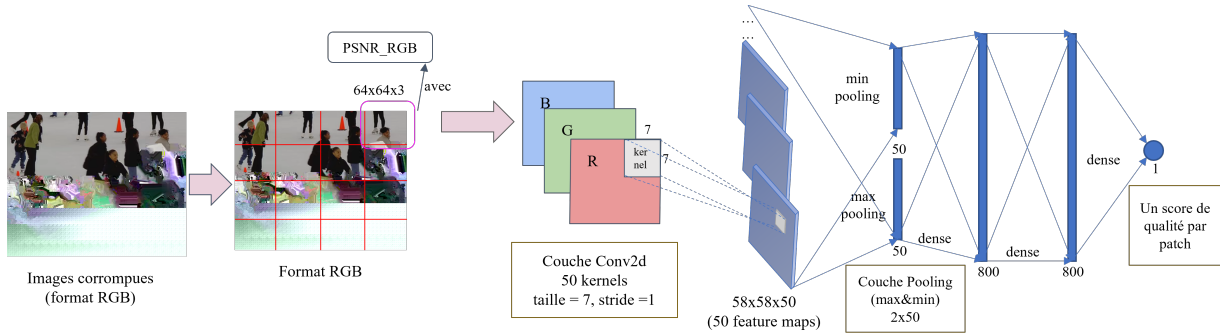 PSNR_RGB
avec
64x64x3
Images corrompues
(format RGB)
Format RGB
B
G
R
7
7
ker
nel
Couche Conv2d
50 kernels
taille = 7, stride =1
...
...
58x58x50
(50 feature maps)
min
pooling
50
max
pooling
50
Couche Pooling
(max&min)
2x50
dense
800
dense
800
dense
1
Un score de
qualité par
patch